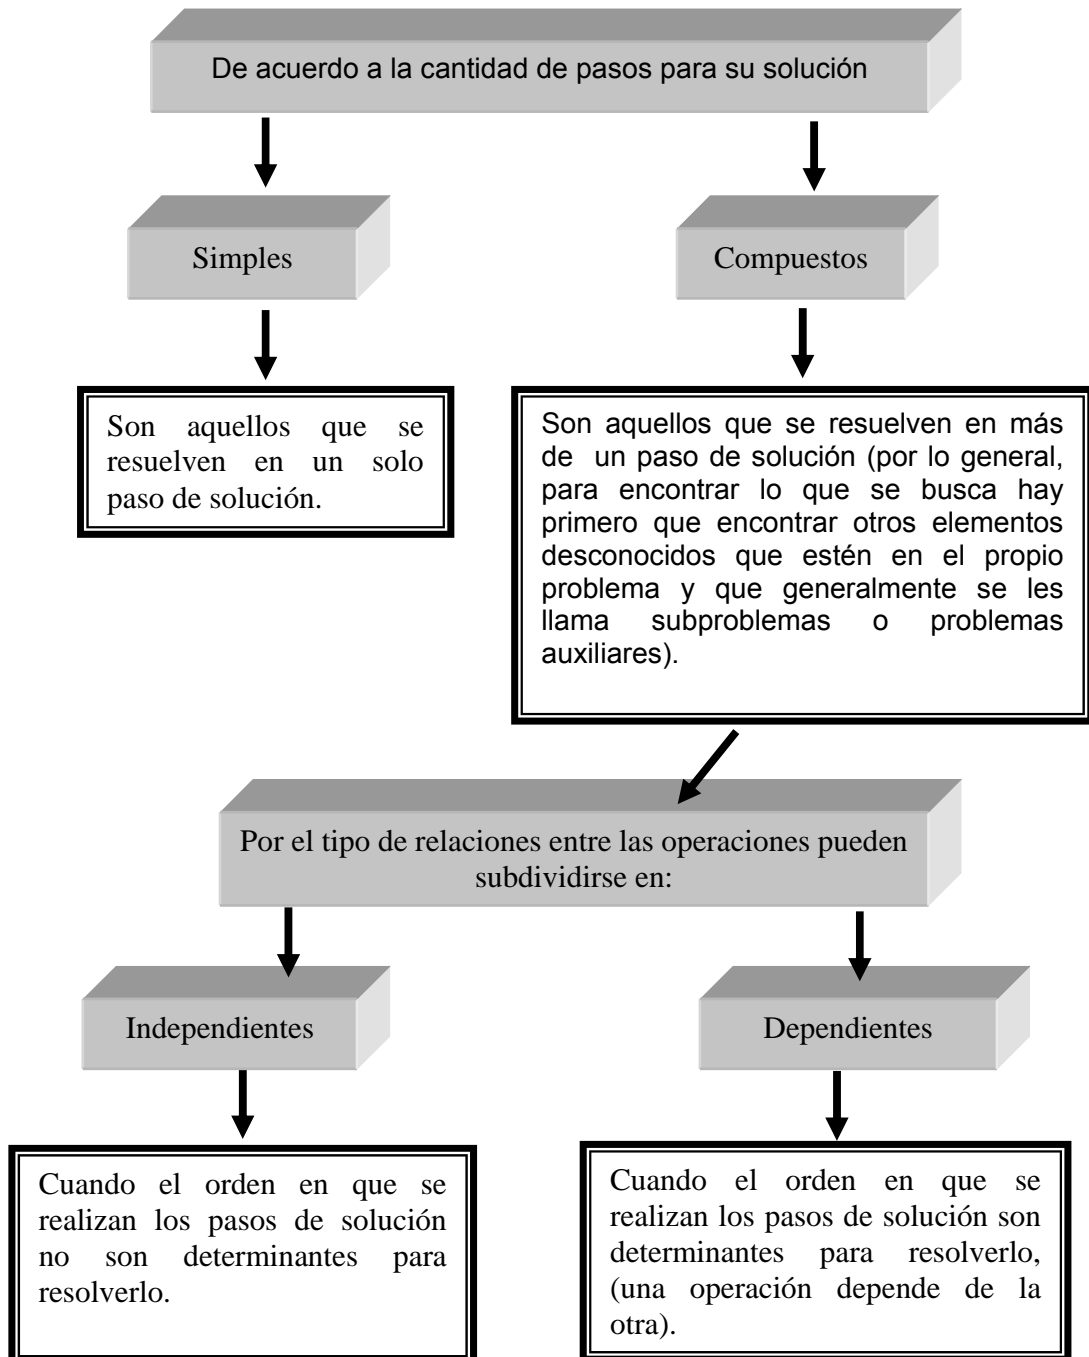 De acuerdo a la cantidad de pasos para su solución
Simples
Compuestos
Son aquellos que se
resuelven en un solo
paso de solución.
Son aquellos que se resuelven en más
de un paso de solución (por lo general,
para encontrar lo que se busca hay
primero que encontrar otros elementos
desconocidos que estén en el propio
problema y que generalmente se les
llama subproblemas o problemas
auxiliares).
Por el tipo de relaciones entre las operaciones pueden
subdividirse en:
Independientes
Dependientes
Cuando el orden en que se
realizan los pasos de solución
no son determinantes para
resolverlo.
Cuando el orden en que se
realizan los pasos de solución son
determinantes para resolverlo,
(una operación depende de la
otra).